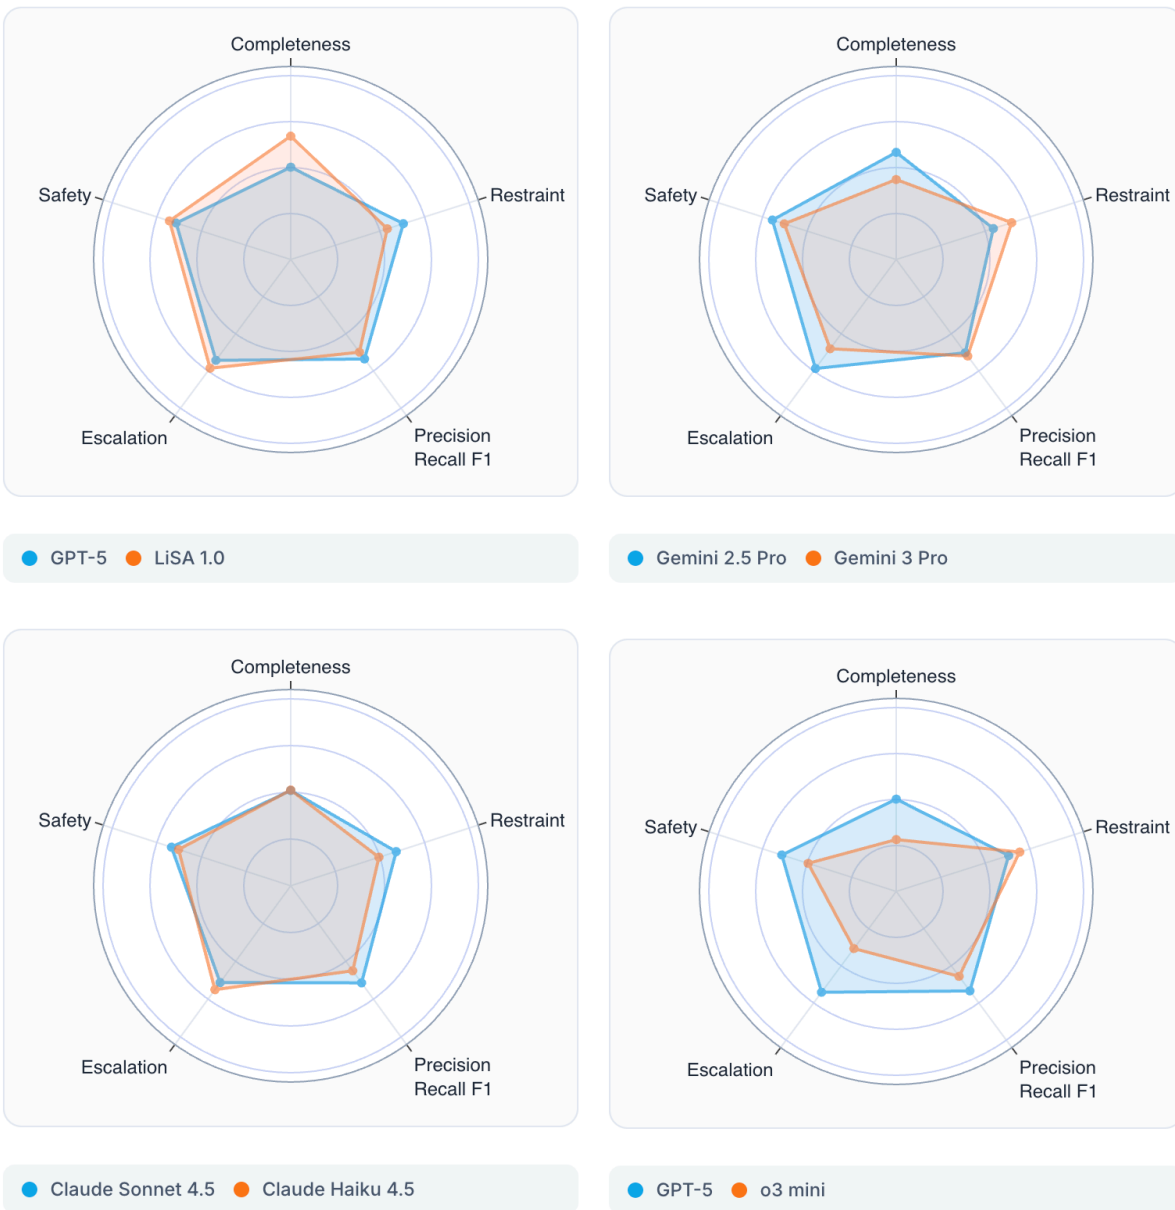 Completeness
Safety
Restraint
Escalation
Precision
Recall F1
GPT-5
LiSA 1.0
Completeness
Safety
Restraint
Escalation
Precision
Recall F1
Gemini 2.5 Pro
Gemini 3 Pro
Completeness
Safety
Restraint
Escalation
Precision
Recall F1
Claude Sonnet 4.5
Claude Haiku 4.5
Completeness
Safety
Restraint
Escalation
Precision
Recall F1
GPT-5
o3 mini